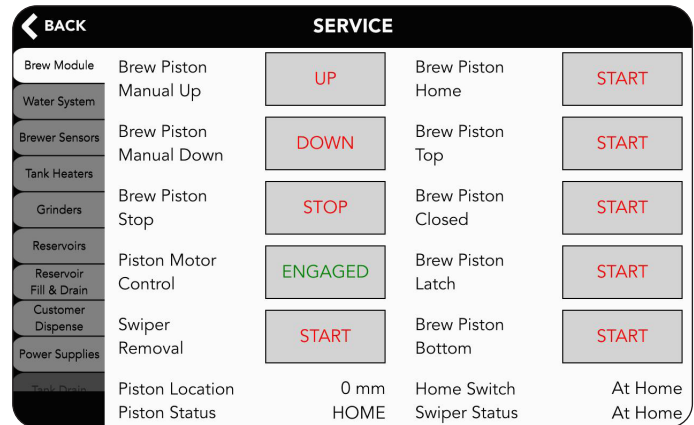 BACK
SERVICE
Brew Module
Water System
Brewer Sensors
Tank Heaters
Grinders
Reservoirs
Reservoir
Fill & Drain
Customer
Dispense
Power Supplies
Tank Drain
Brew Piston
Manual Up
UP
Brew Piston
Home
START
Brew Piston
Manual Down
DOWN
Brew Piston
Top
START
Brew Piston
Stop
STOP
Brew Piston
Closed
START
Piston Motor
Control
ENGAGED
Brew Piston
Latch
START
Swiper
Removal
START
Brew Piston
Bottom
START
Piston Location 0 mm
Home Switch At Home
Piston Status HOME
Swiper Status At Home